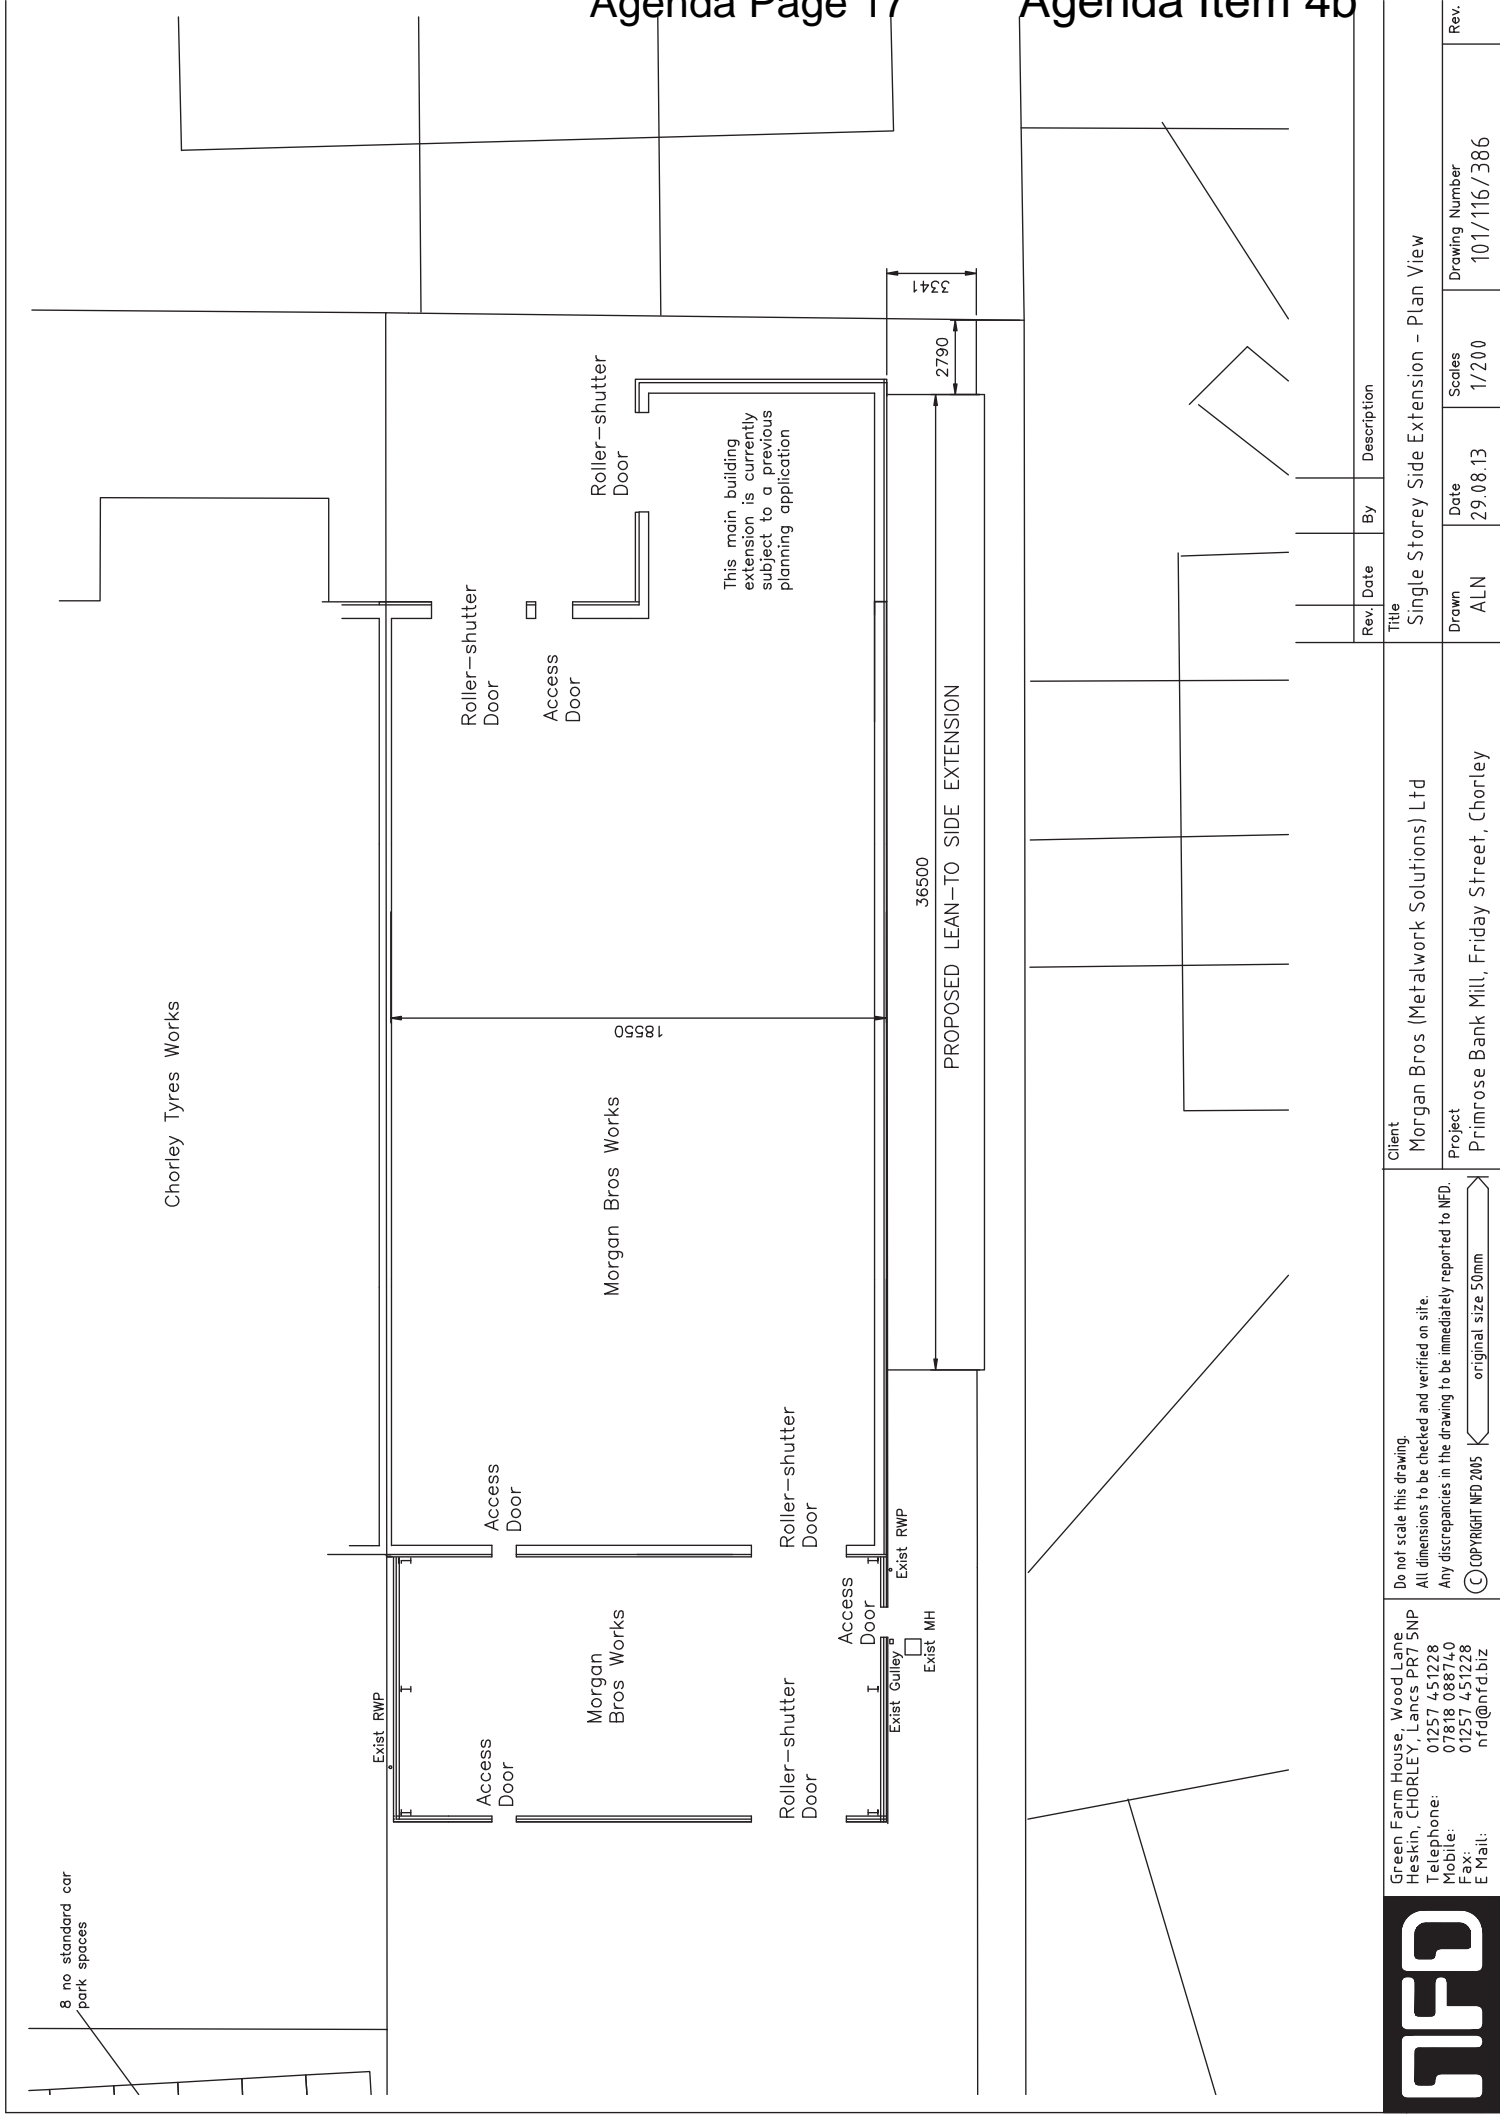 Agenda Page 17
Agenda Item 4b
8 no standard car
park spaces
Chorley Tyres Works
Exist RWP
Access
Door
Morgan
Bros Works
Roller-shutter
Door
Access
Door
Exist Gulley
Exist MH
Exist RWP
Access
Door
Roller-shutter
Door
Morgan Bros Works
18550
Roller-shutter
Door
Access
Door
Roller-shutter
Door
This main building
extension is currently
subject to a previous
planning application
36500
PROPOSED LEAN-TO SIDE EXTENSION
2790
3341
NFD
Green Farm House, Wood Lane
Heskin, CHORLEY, Lancs PR7 5NP
Telephone: 01257 451228
Mobile: 07818 088740
Fax: 01257 451228
E Mail: nfd@nfd.biz
Do not scale this drawing.
All dimensions to be checked and verified on site.
Any discrepancies in the drawing to be immediately reported to NFD.
C COPYRIGHT NFD 2005
original size 50mm
Client
Morgan Bros (Metalwork Solutions) Ltd
Project
Primrose Bank Mill, Friday Street, Chorley
Rev. Date By Description
Title
Single Storey Side Extension - Plan View
Drawn
ALN
Date
29.08.13
Scales
1/200
Drawing Number
101/116/386
Rev.